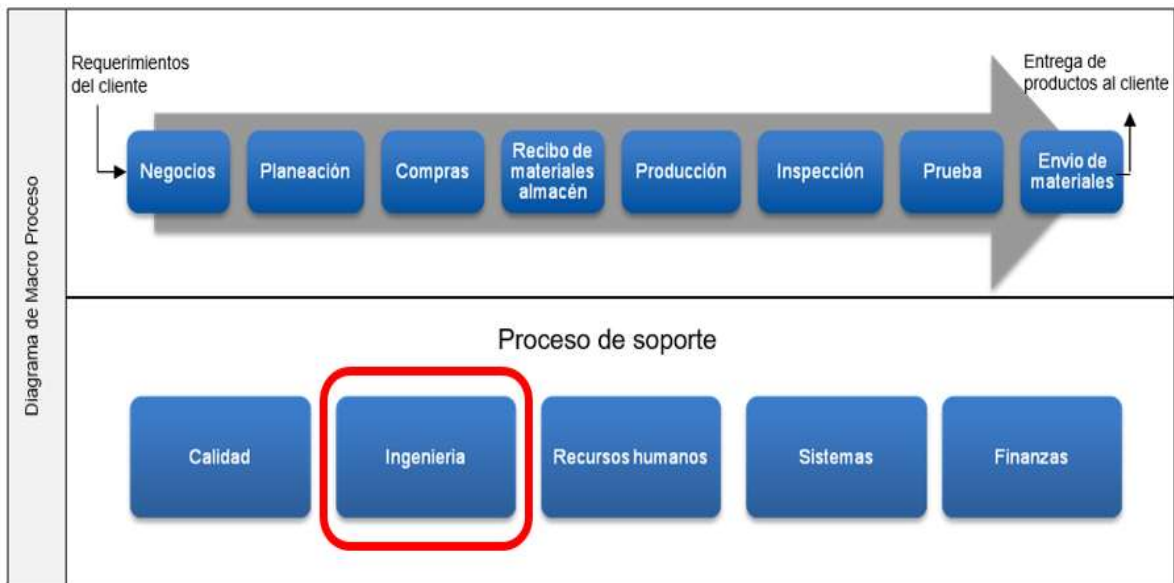 Diagrama de Macro Proceso
Requerimientos
del cliente
Entrega de
productos al cliente
Negocios
Planeación
Compras
Recibo de
materiales
almacén
Producción
Inspección
Prueba
Envio de
materiales
Proceso de soporte
Calidad
Ingenieria
Recursos humanos
Sistemas
Finanzas